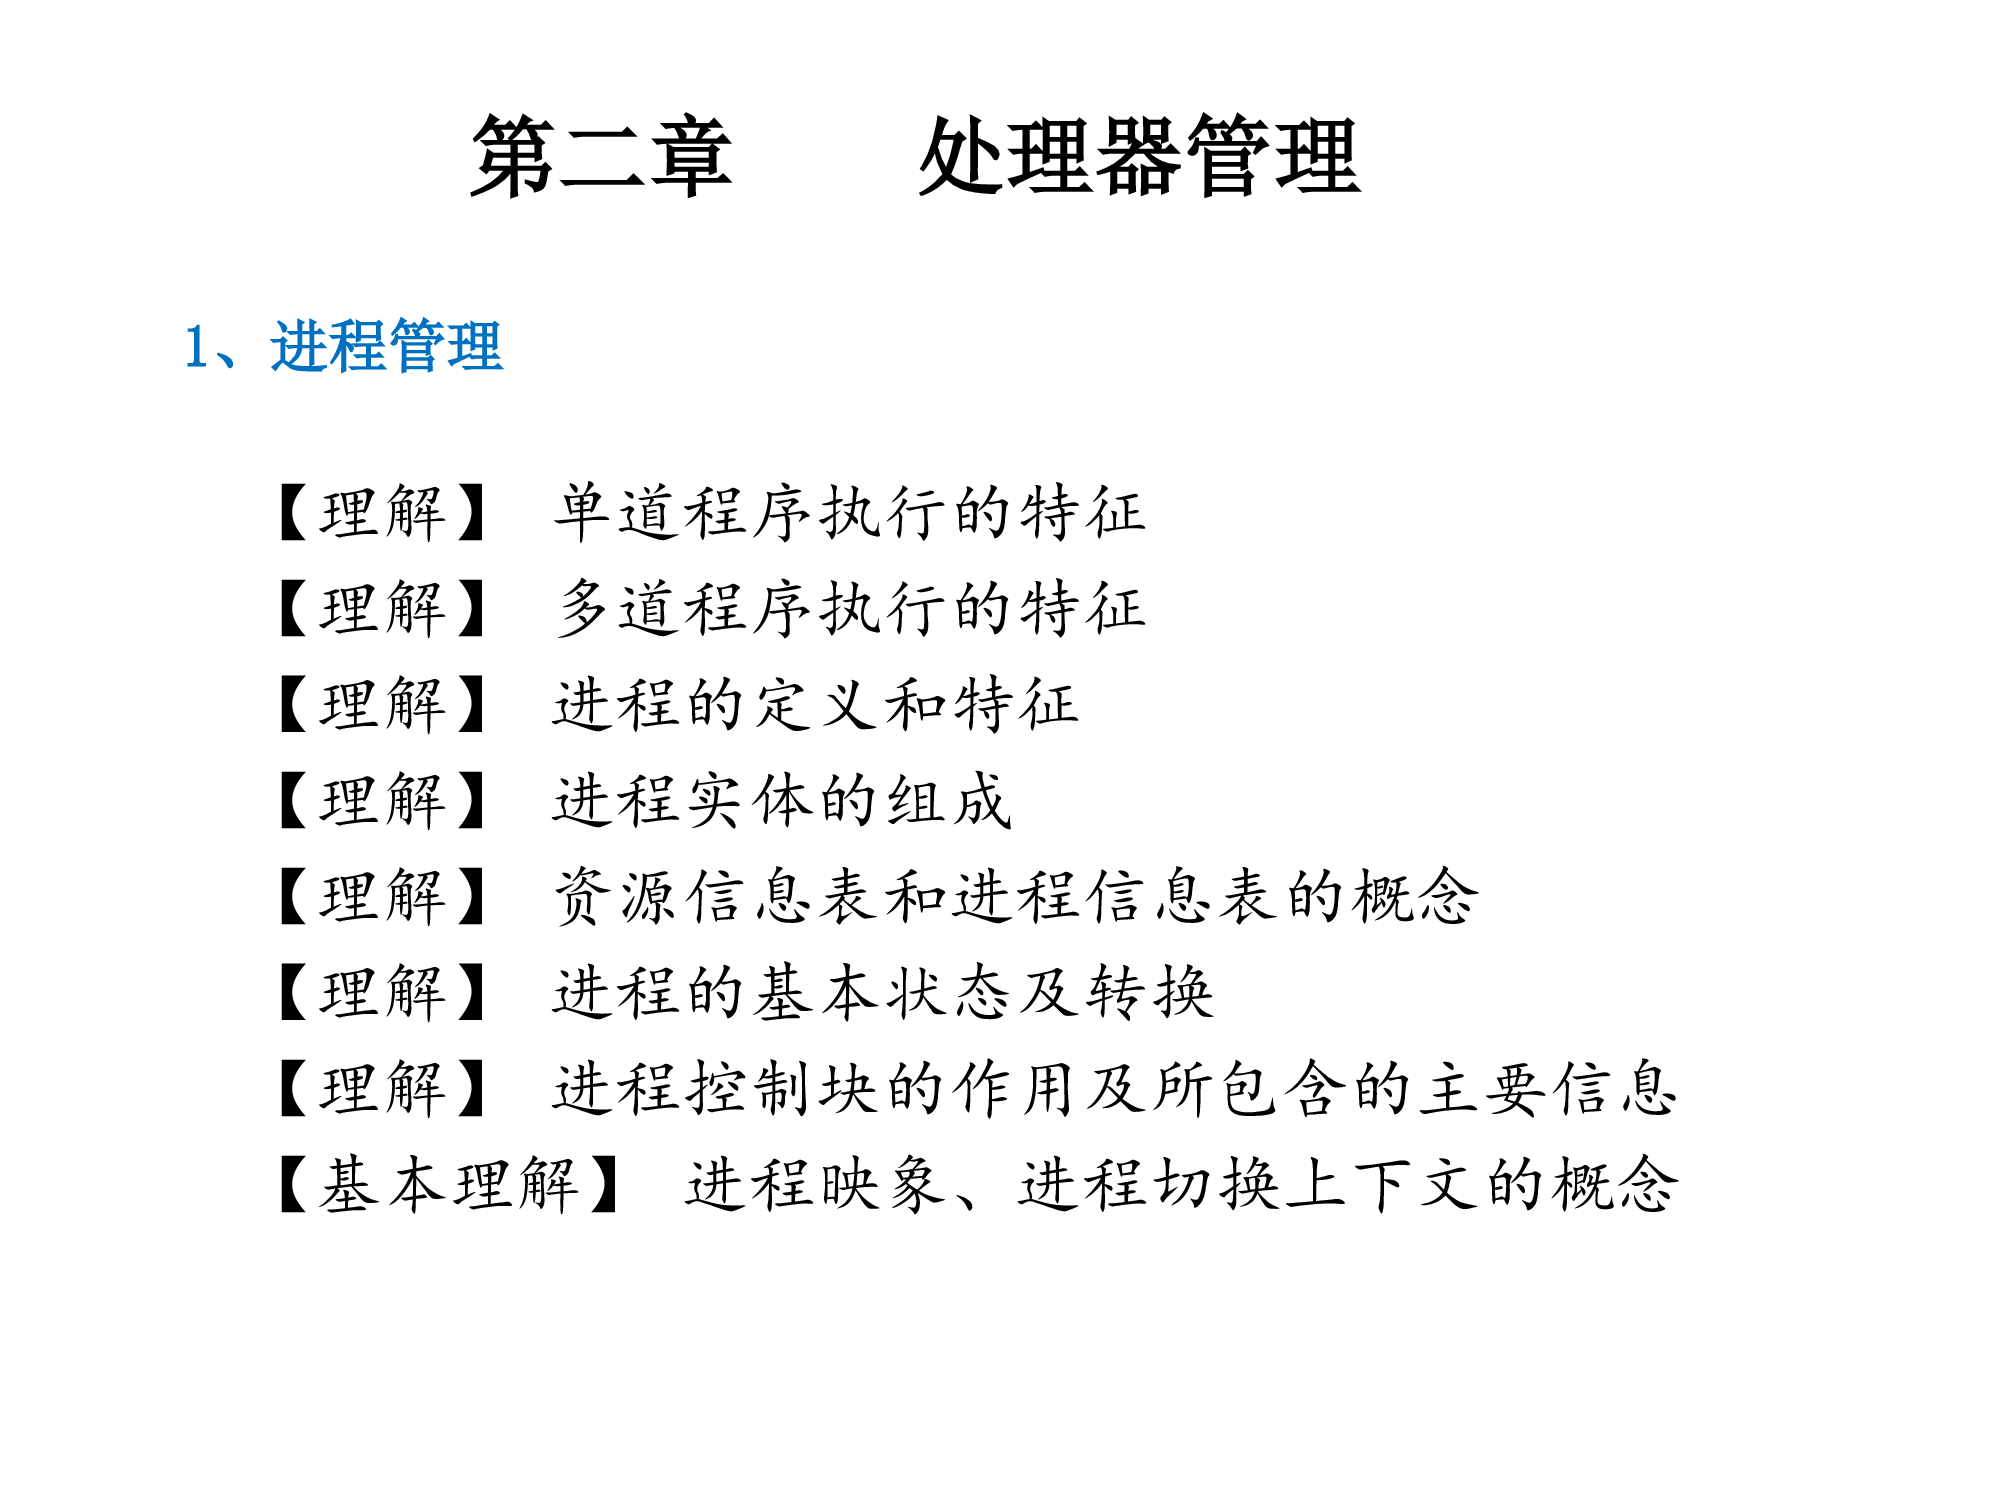 第二章　　处理器管理
1、进程管理
【理解】 单道程序执行的特征
【理解】 多道程序执行的特征
【理解】 进程的定义和特征
【理解】 进程实体的组成
【理解】 资源信息表和进程信息表的概念
【理解】 进程的基本状态及转换
【理解】 进程控制块的作用及所包含的主要信息
【基本理解】 进程映象、进程切换上下文的概念